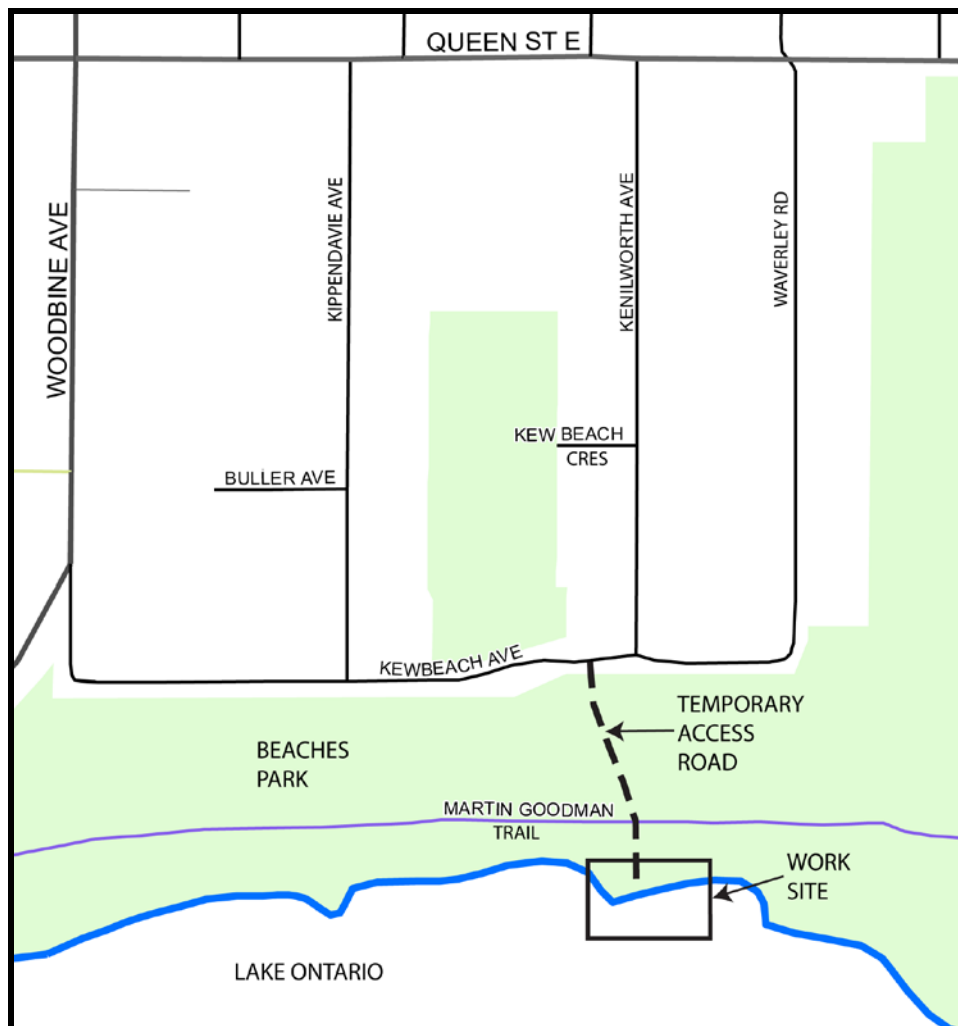 QUEEN ST E
WOODBINE AVE
KIPPENDAVIE AVE
KENILWORTH AVE
WAVERLEY RD
KEW BEACH
CRES
BULLER AVE
KEWBEACH AVE
TEMPORARY
ACCESS
ROAD
BEACHES
PARK
MARTIN GOODMAN
TRAIL
WORK
SITE
LAKE ONTARIO